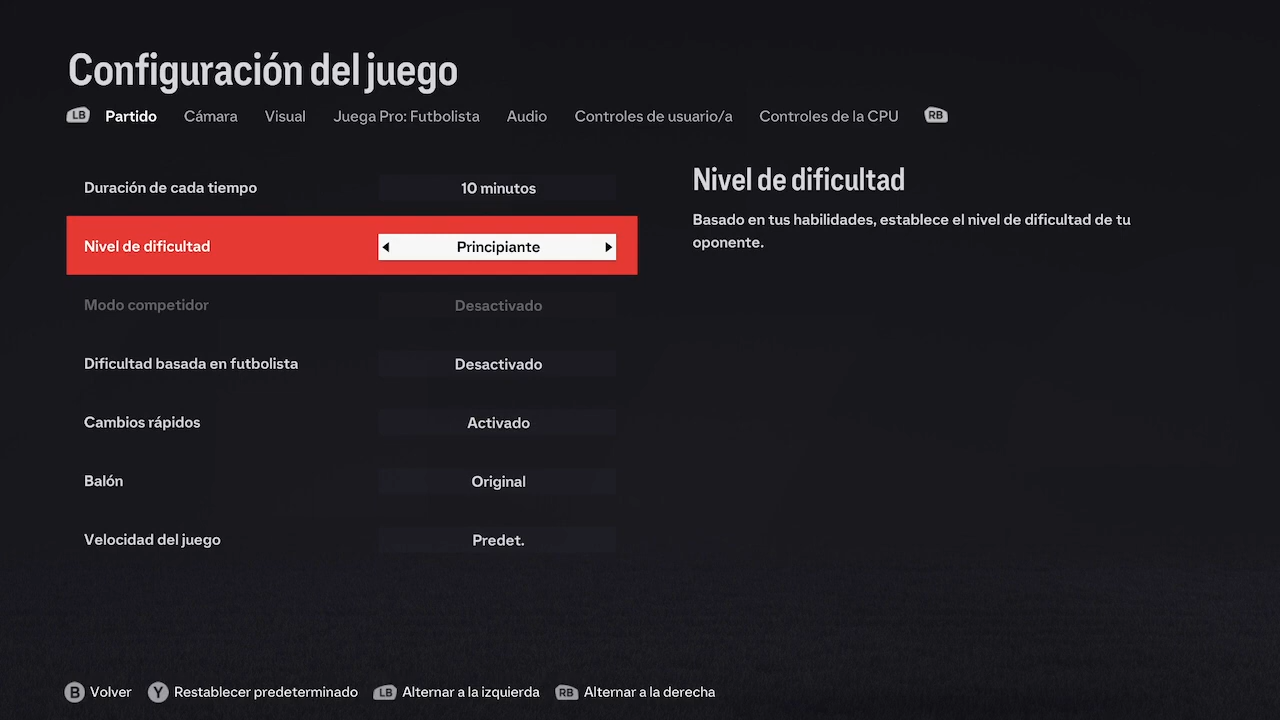 Configuración del juego
LB Partido Cámara Visual Juega Pro: Futbolista Audio Controles de usuario/a Controles de la CPU RB
Duración de cada tiempo 10 minutos
Nivel de dificultad Principiante
Modo competidor Desactivado
Dificultad basada en futbolista Desactivado
Cambios rápidos Activado
Balón Original
Velocidad del juego Predet.
Nivel de dificultad
Basado en tus habilidades, establece el nivel de dificultad de tu
oponente.
B Volver Y Restablecer predeterminado LB Alternar a la izquierda RB Alternar a la derecha